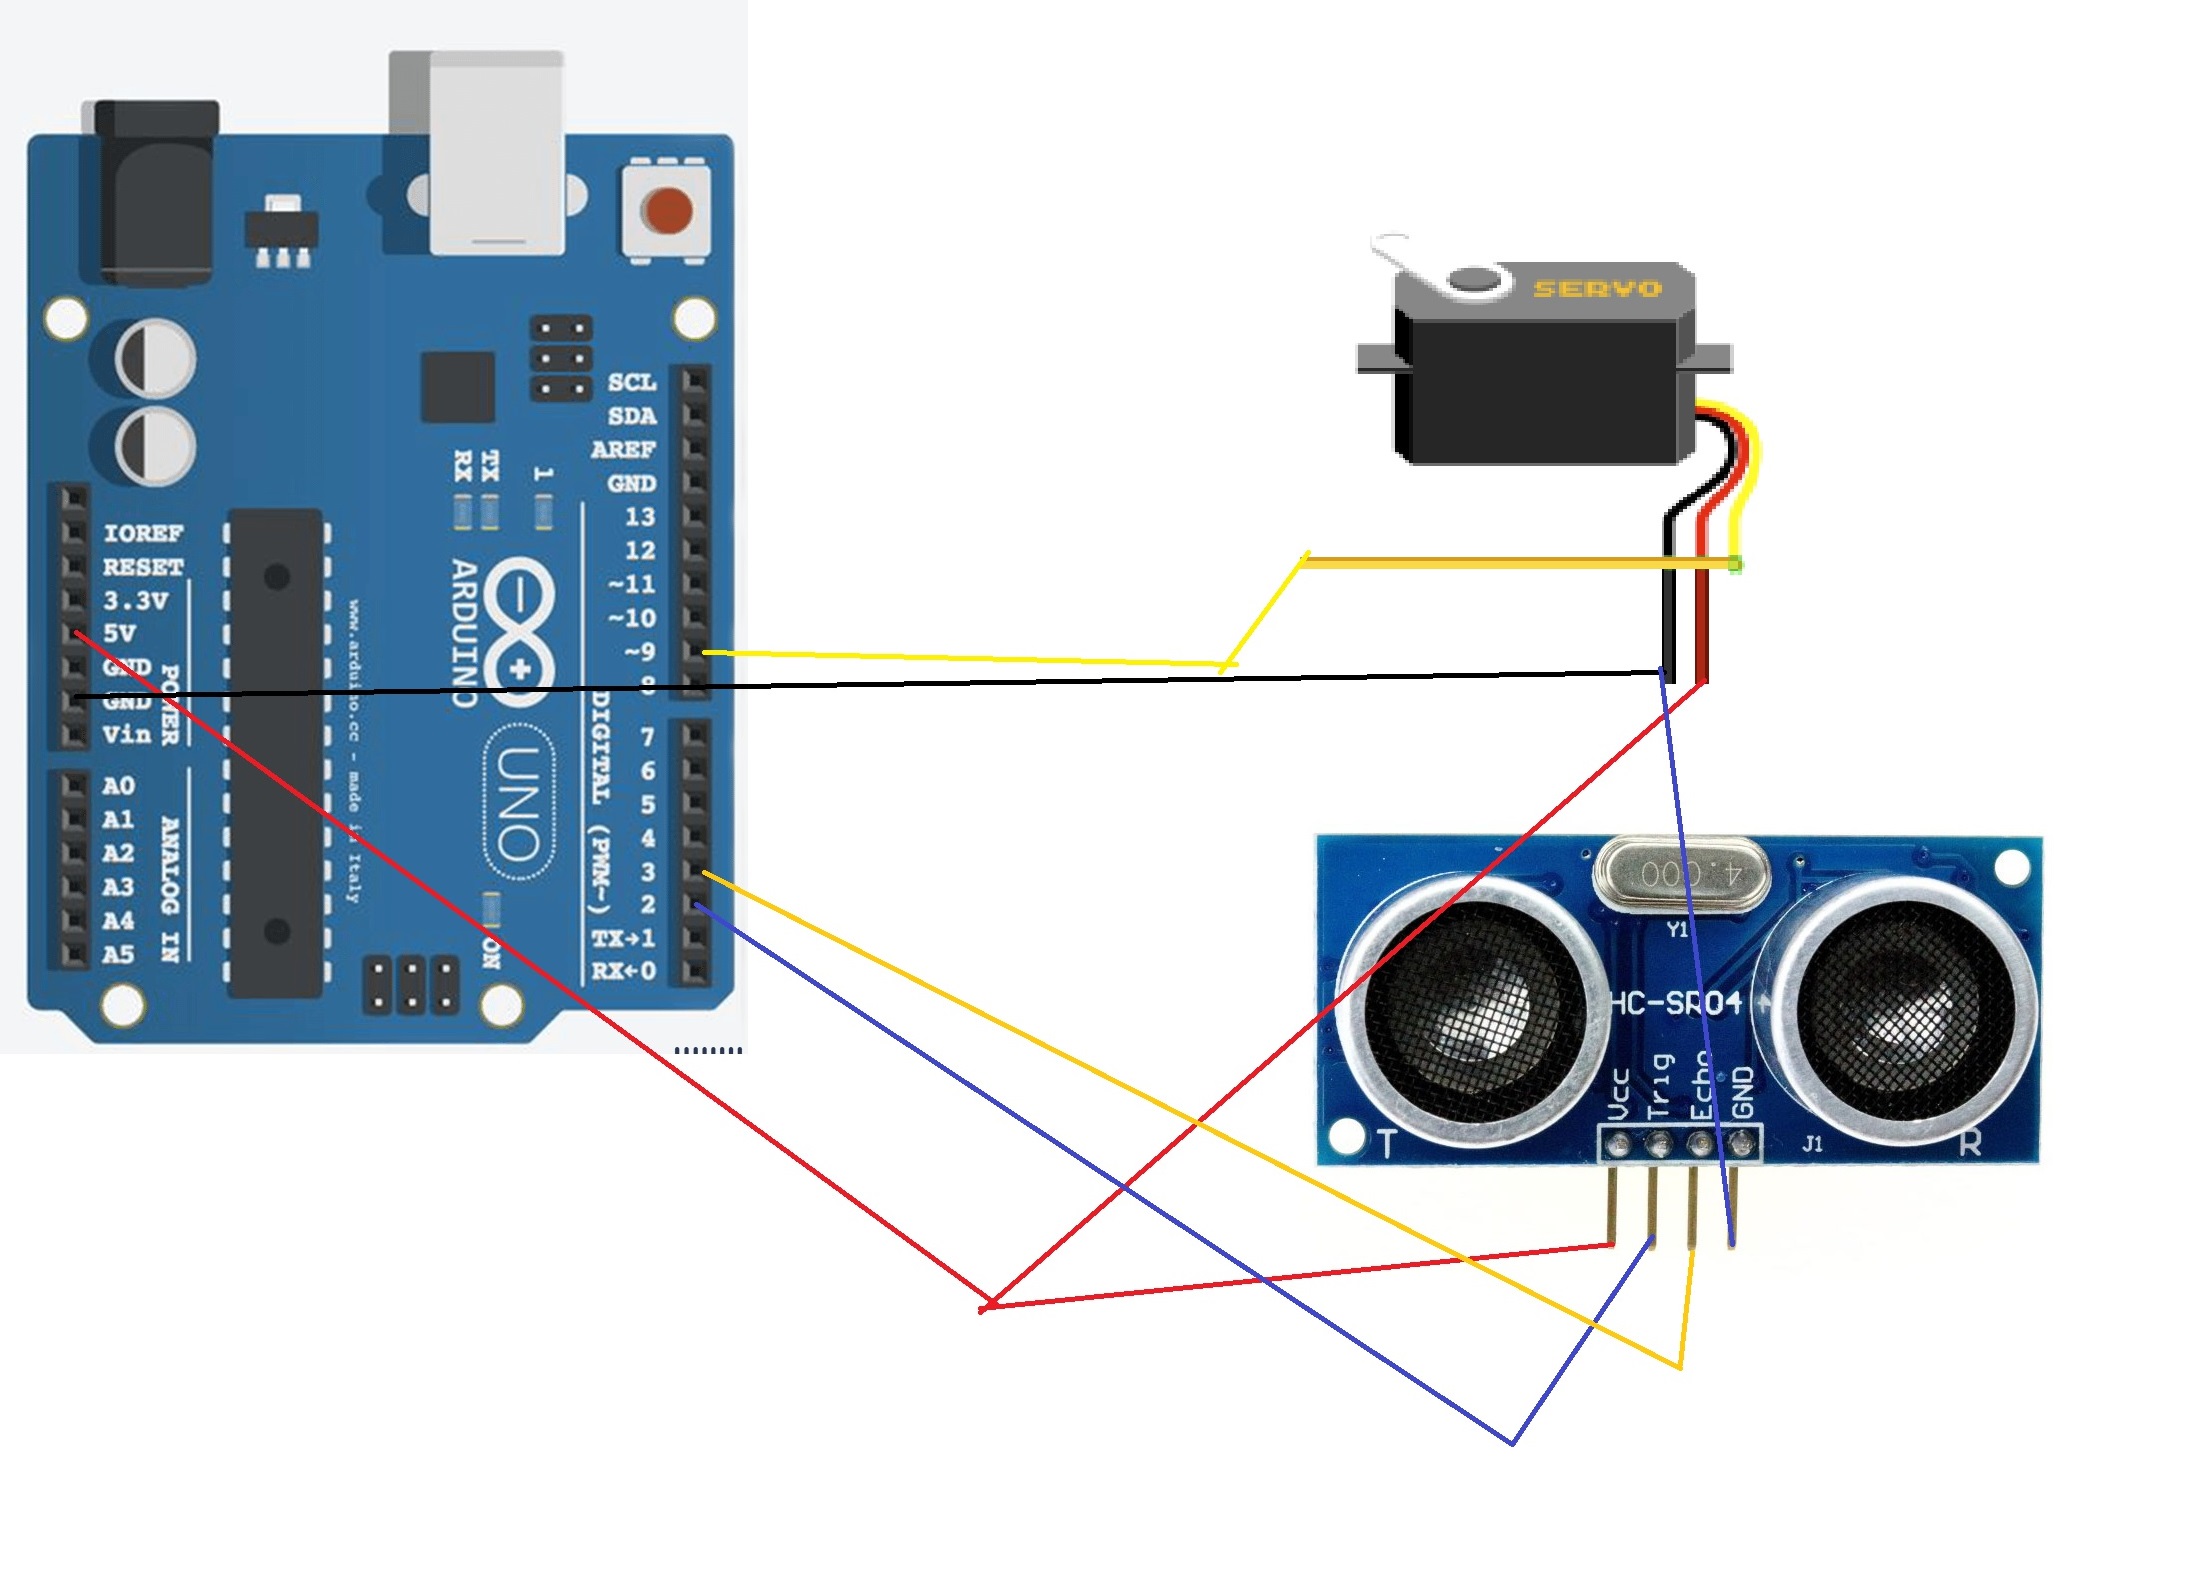 SCL
SDA
AREF
GND
13
12
~11
~10
~9
8
7
6
5
4
3
2
TX→1
RX←0
DIGITAL (PWM~)
RX
TX
1
ARDUINO
UNO
ON
www.arduino.cc - made in Italy
IOREF
RESET
3.3V
5V
GND
GND
Vin
POWER
A0
A1
A2
A3
A4
A5
ANALOG IN
SERVO
4.000
Y1
HC-SR04
Vcc
Trig
Echo
GND
T
J1
R